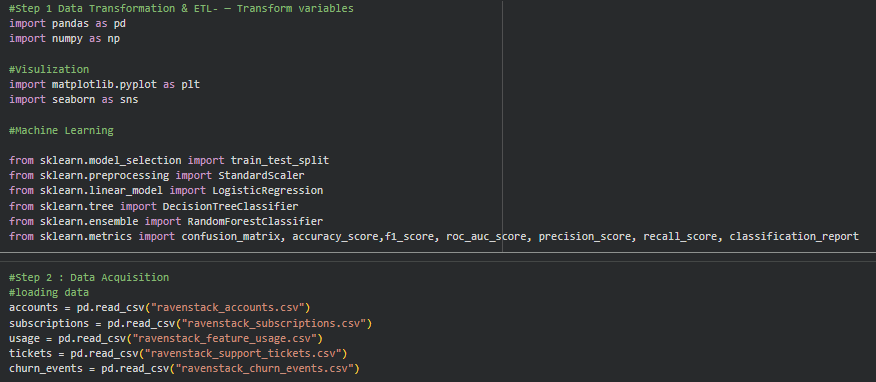 #Step 1 Data Transformation & ETL- — Transform variables
import pandas as pd
import numpy as np
#Visulization
import matplotlib.pyplot as plt
import seaborn as sns
#Machine Learning
from sklearn.model_selection import train_test_split
from sklearn.preprocessing import StandardScaler
from sklearn.linear_model import LogisticRegression
from sklearn.tree import DecisionTreeClassifier
from sklearn.ensemble import RandomForestClassifier
from sklearn.metrics import confusion_matrix, accuracy_score,f1_score, roc_auc_score, precision_score, recall_score, classification_report
#Step 2 : Data Acquisition
#loading data
accounts = pd.read_csv("ravenstack_accounts.csv")
subscriptions = pd.read_csv("ravenstack_subscriptions.csv")
usage = pd.read_csv("ravenstack_feature_usage.csv")
tickets = pd.read_csv("ravenstack_support_tickets.csv")
churn_events = pd.read_csv("ravenstack_churn_events.csv")